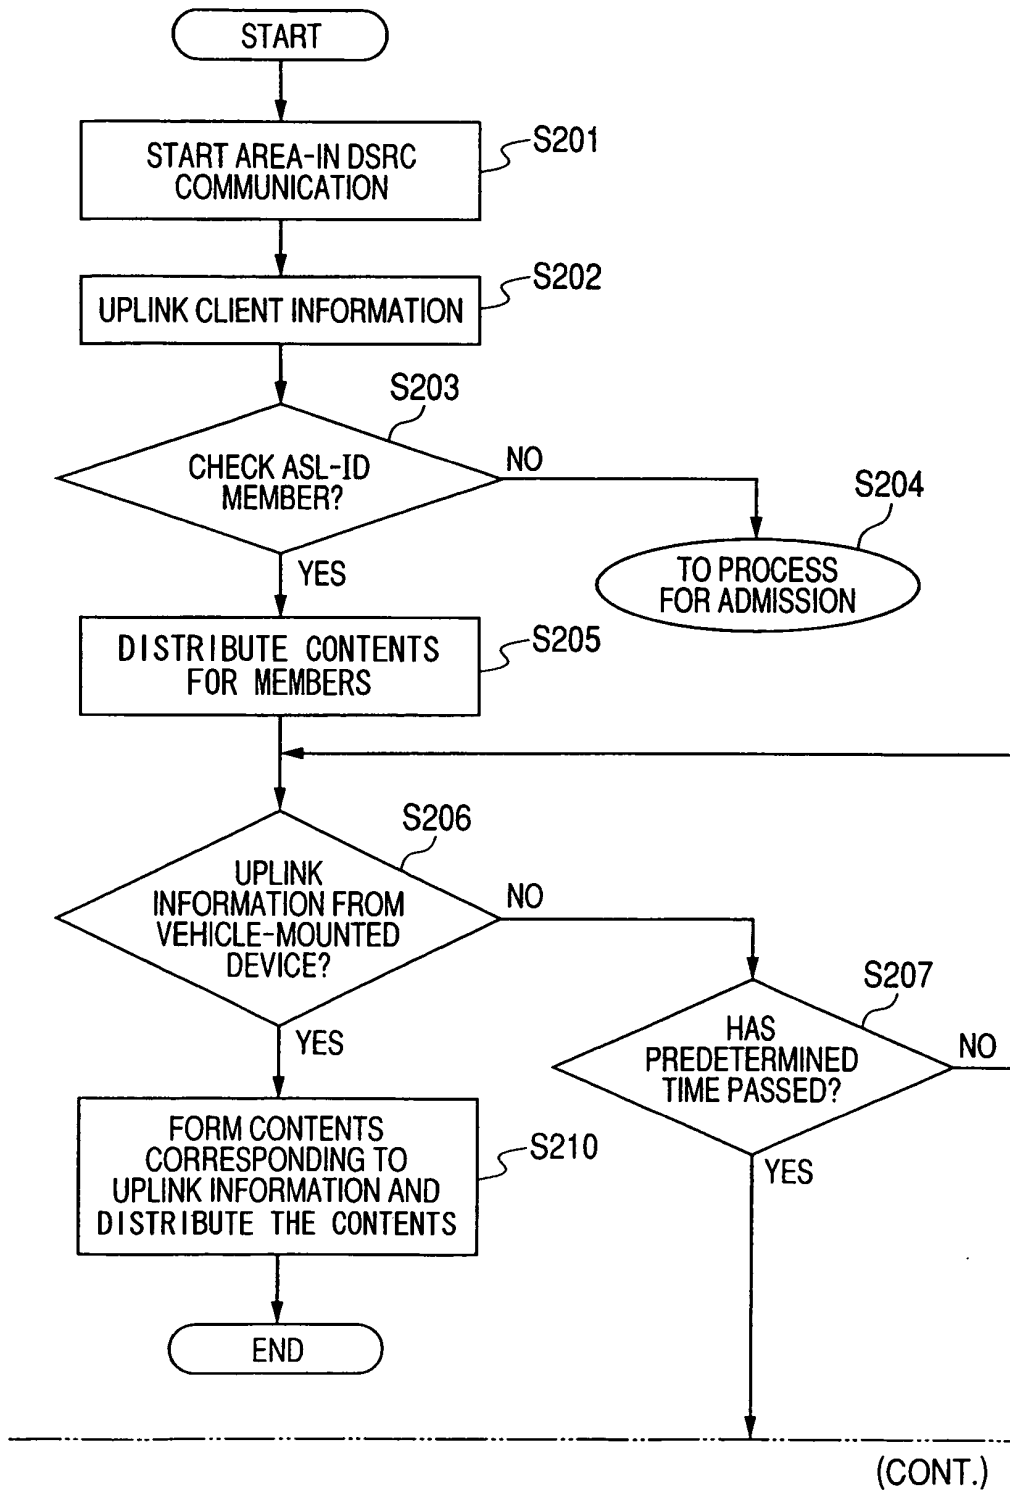 START
S201
START AREA-IN DSRC
COMMUNICATION
S202
UPLINK CLIENT INFORMATION
S203
CHECK ASL-ID
MEMBER?
NO
YES
S204
TO PROCESS
FOR ADMISSION
S205
DISTRIBUTE CONTENTS
FOR MEMBERS
S206
UPLINK
INFORMATION FROM
VEHICLE-MOUNTED
DEVICE?
NO
YES
S207
HAS
PREDETERMINED
TIME PASSED?
NO
YES
S210
FORM CONTENTS
CORRESPONDING TO
UPLINK INFORMATION AND
DISTRIBUTE THE CONTENTS
END
(CONT.)